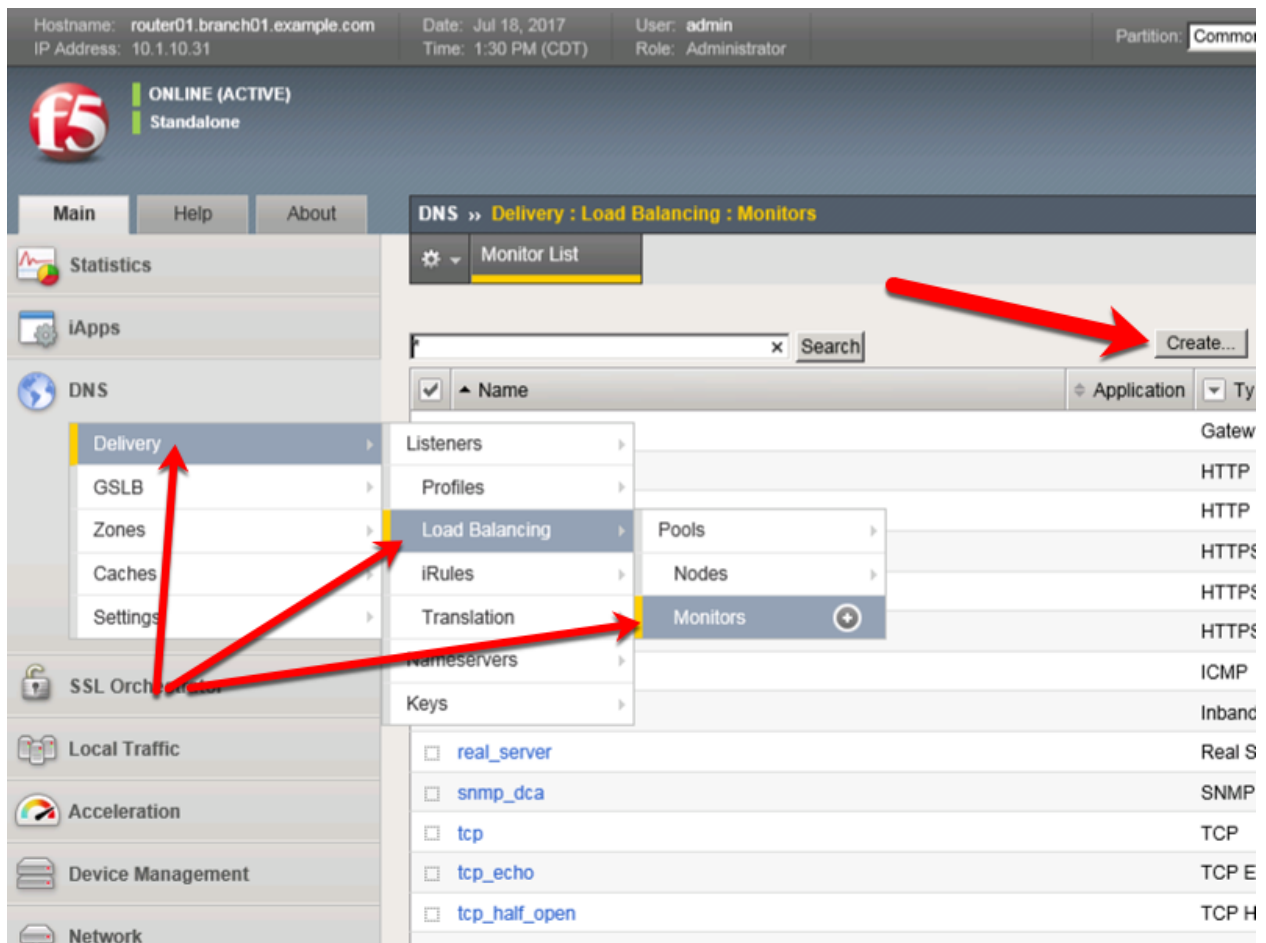 Hostname: router01.branch01.example.com Date: Jul 18, 2017 User: admin
IP Address: 10.1.10.31 Time: 1:30 PM (CDT) Role: Administrator
Partition: Common
f5
ONLINE (ACTIVE)
Standalone
Main Help About
DNS » Delivery : Load Balancing : Monitors
Monitor List
Statistics
iApps
DNS
* × Search Create...
Name Application Ty
Delivery
GSLB
Zones
Caches
Settings
Listeners
Profiles
Load Balancing
iRules
Translation
Nameservers
Keys
Pools
Nodes
Monitors
Gatew
HTTP
HTTP
HTTPS
HTTPS
HTTPS
ICMP
Inband
real_server Real S
snmp_dca SNMP
tcp TCP
tcp_echo TCP E
tcp_half_open TCP H
SSL Orchestrator
Local Traffic
Acceleration
Device Management
Network